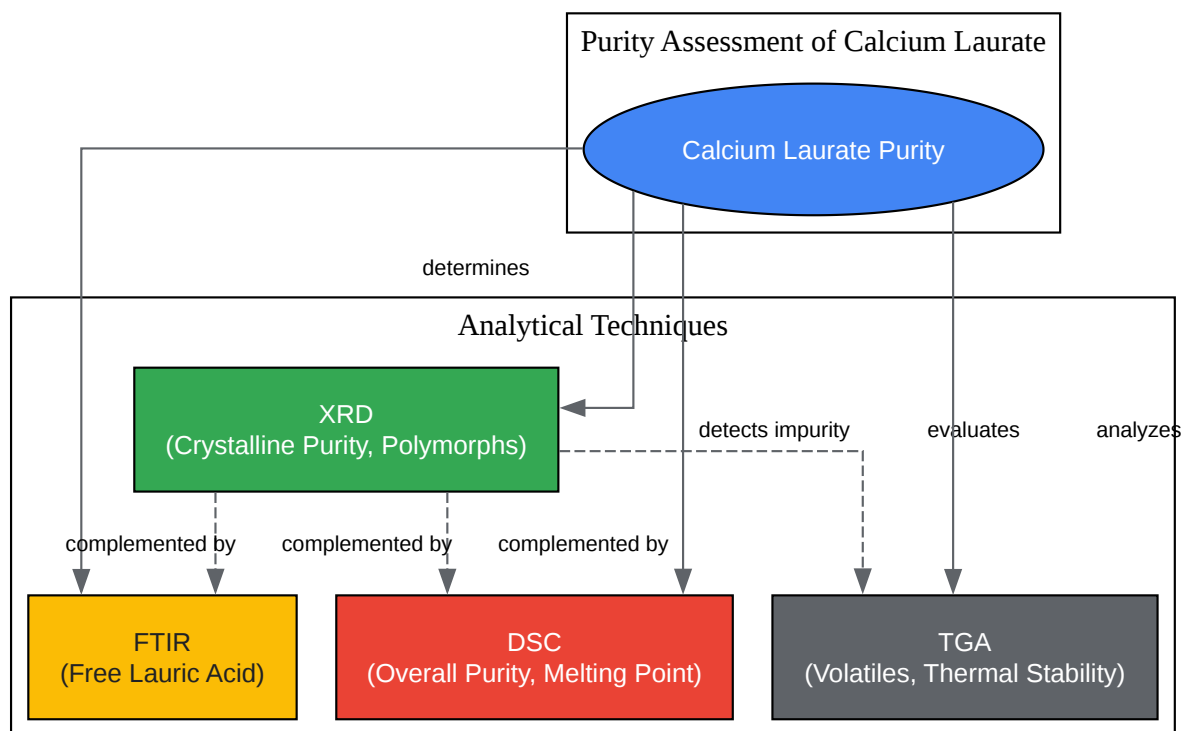 Purity Assessment of Calcium Laurate
Calcium Laurate Purity
determines
Analytical Techniques
XRD
(Crystalline Purity, Polymorphs)
detects impurity
evaluates
analyzes
complemented by
complemented by
complemented by
FTIR
(Free Lauric Acid)
DSC
(Overall Purity, Melting Point)
TGA
(Volatiles, Thermal Stability)